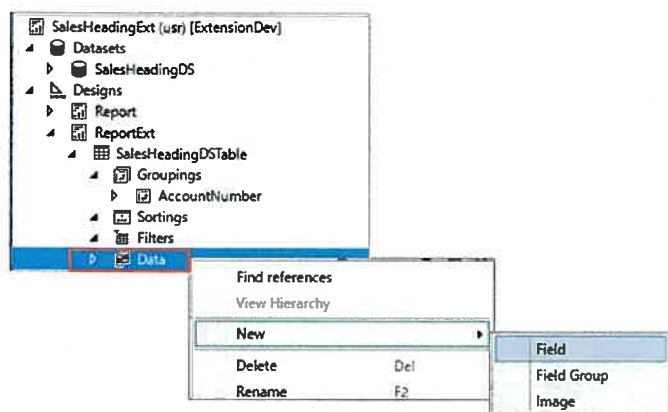 SalesHeadingExt (usr) [ExtensionDev]
Datasets
SalesHeadingDS
Designs
Report
ReportExt
SalesHeadingDSTable
Groupings
AccountNumber
Sortings
Filters
Data
Find references
View Hierarchy
New
Delete Del
Rename F2
Field
Field Group
Image